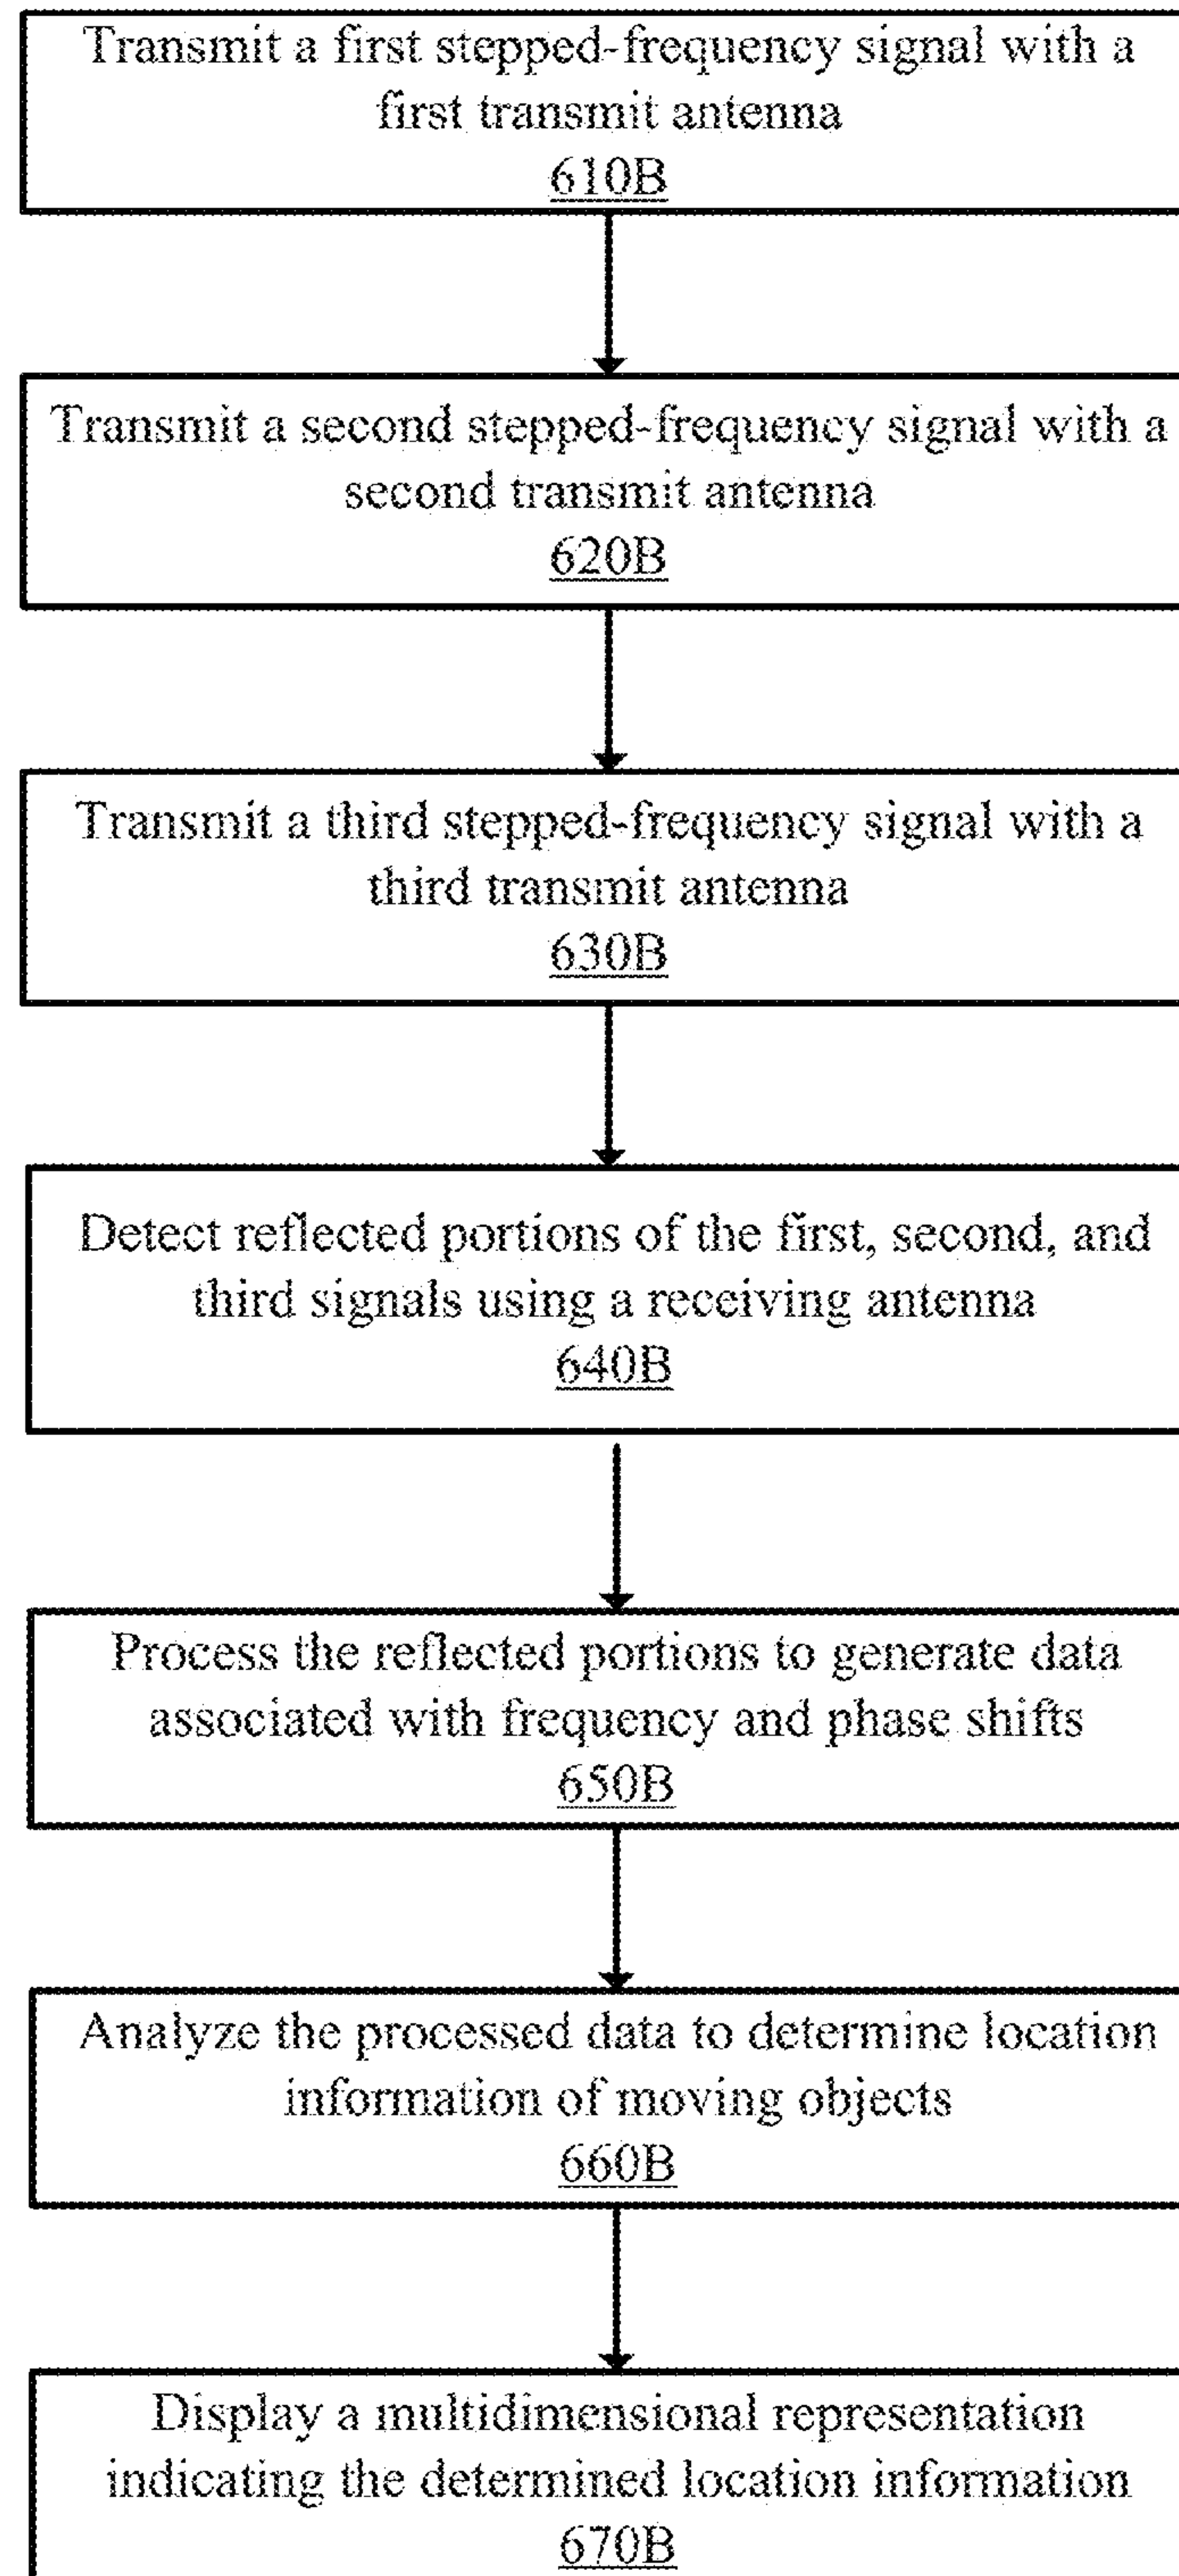 Transmit a first stepped-frequency signal with a
first transmit antenna
610B
Transmit a second stepped-frequency signal with a
second transmit antenna
620B
Transmit a third stepped-frequency signal with a
third transmit antenna
630B
Detect reflected portions of the first, second, and
third signals using a receiving antenna
640B
Process the reflected portions to generate data
associated with frequency and phase shifts
650B
Analyze the processed data to determine location
information of moving objects
660B
Display a multidimensional representation
indicating the determined location information
670B